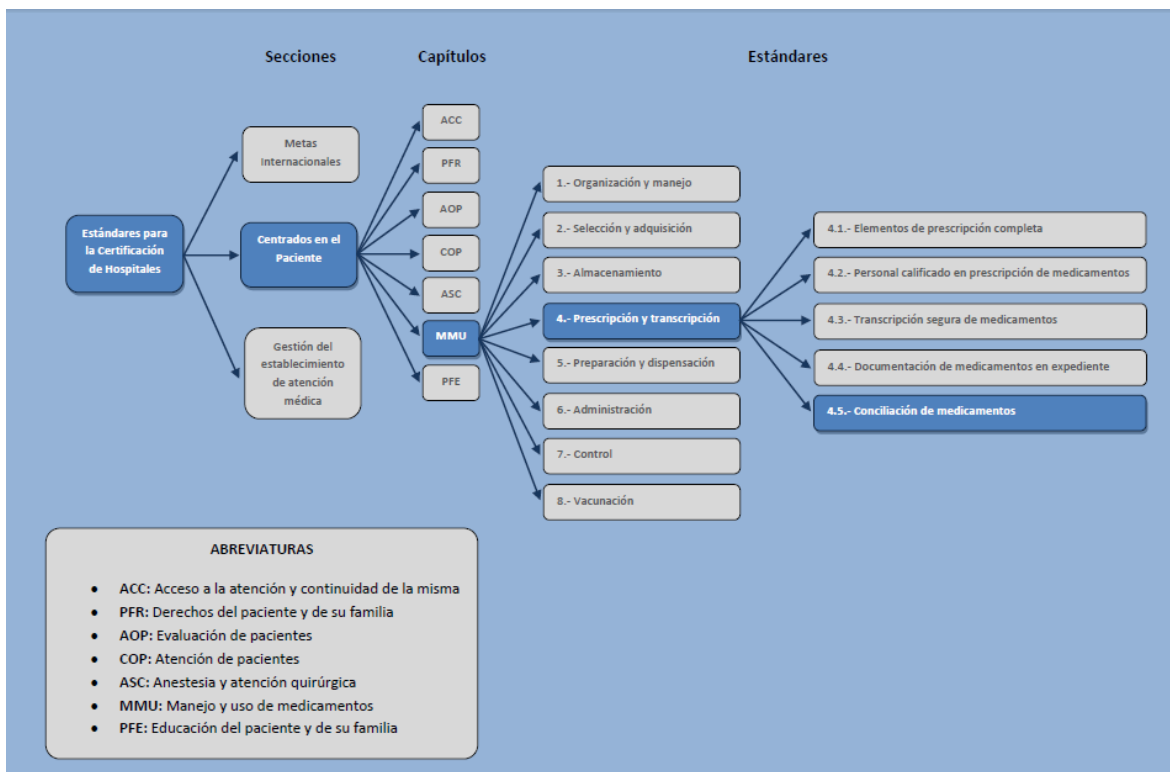 Secciones
Capítulos
Estándares
Estándares para
la Certificación
de Hospitales
Metas
Internacionales
Centrados en el
Paciente
Gestión del
establecimiento
de atención
médica
ACC
PFR
AOP
COP
ASC
MMU
PFE
1.- Organización y manejo
2.- Selección y adquisición
3.- Almacenamiento
4.- Prescripción y transcripción
5.- Preparación y dispensación
6.- Administración
7.- Control
8.- Vacunación
4.1.- Elementos de prescripción completa
4.2.- Personal calificado en prescripción de medicamentos
4.3.- Transcripción segura de medicamentos
4.4.- Documentación de medicamentos en expediente
4.5.- Conciliación de medicamentos
ABREVIATURAS
• ACC: Acceso a la atención y continuidad de la misma
• PFR: Derechos del paciente y de su familia
• AOP: Evaluación de pacientes
• COP: Atención de pacientes
• ASC: Anestesia y atención quirúrgica
• MMU: Manejo y uso de medicamentos
• PFE: Educación del paciente y de su familia